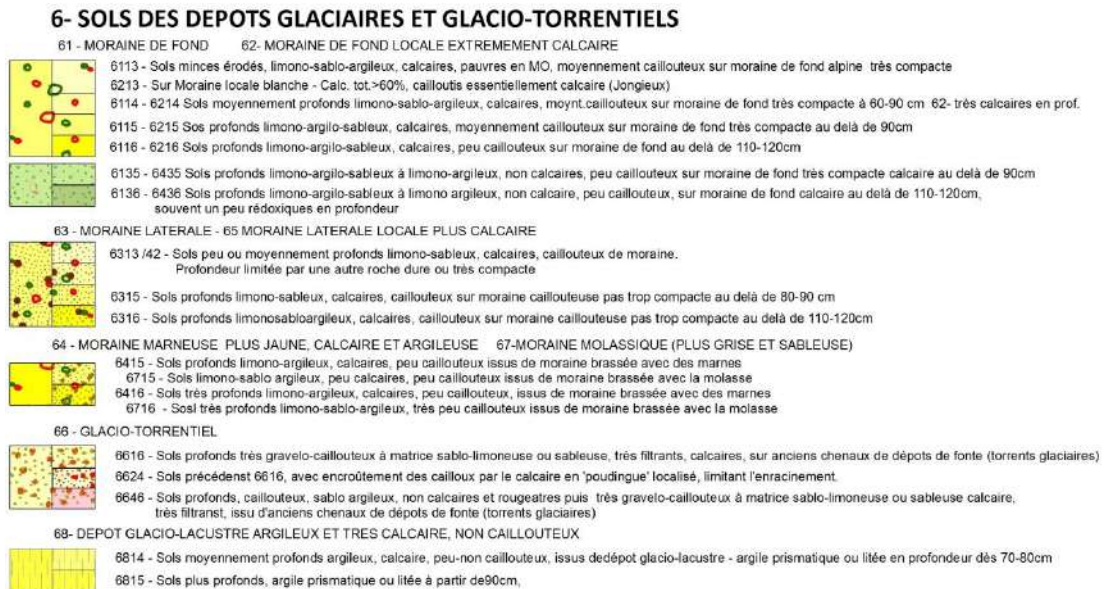 6- SOLS DES DEPOTS GLACIAIRES ET GLACIO-TORRENTIELS
61 - MORAINE DE FOND 62- MORAINE DE FOND LOCALE EXTREMEMENT CALCAIRE
6113 - Sols minces érodés, limono-sablo-argileux, calcaires, pauvres en MO, moyennement caillouteux sur moraine de fond alpine très compacte
6213 - Sur Moraine locale blanche - Calc. tot.>60%, cailloutis essentiellement calcaire (Jongieux)
6114 - 6214 Sols moyennement profonds limono-sablo-argileux, calcaires, moynt.caillouteux sur moraine de fond très compacte à 60-90 cm 62- très calcaires en prof.
6115 - 6215 Sos profonds limono-argilo-sableux, calcaires, moyennement caillouteux sur moraine de fond très compacte au delà de 90cm
6116 - 6216 Sols profonds limono-argilo-sableux, calcaires, peu caillouteux sur moraine de fond au delà de 110-120cm
6135 - 6435 Sols profonds limono-argilo-sableux à limono argileux, non calcaires, peu caillouteux, sur moraine de fond très compacte calcaire au delà de 90cm
6136 - 6436 Sols profonds limono-argilo-sableux à limono argileux, non calcaire, peu caillouteux, sur moraine de fond calcaire au delà de 110-120cm,
souvent un peu rédoxiques en profondeur
63 - MORAINE LATERALE - 65 MORAINE LATERALE LOCALE PLUS CALCAIRE
6313 /42 - Sols peu ou moyennement profonds limono-sableux, calcaires, caillouteux de moraine.
Profondeur limitée par une autre roche dure ou très compacte
6315 - Sols profonds limono-sableux, calcaires, caillouteux sur moraine caillouteuse pas trop compacte au delà de 80-90 cm
6316 - Sols profonds limonosabloargileux, calcaires, caillouteux sur moraine caillouteuse pas trop compacte au delà de 110-120cm
64 - MORAINE MARNEUSE PLUS JAUNE, CALCAIRE ET ARGILEUSE 67-MORAINE MOLASSIQUE (PLUS GRISE ET SABLEUSE)
6415 - Sols profonds limono-argileux, calcaires, peu caillouteux issus de moraine brassée avec des marnes
6715 - Sols limono-sablo argileux, peu calcaires, peu caillouteux issus de moraine brassée avec la molasse
6416 - Sols très profonds limono-argileux, calcaires, peu caillouteux, issus de moraine brassée avec des marnes
6716 - Sosl très profonds limono-sablo-argileux, très peu caillouteux issus de moraine brassée avec la molasse
66 - GLACIO-TORRENTIEL
6616 - Sols profonds très gravelo-caillouteux à matrice sablo-limoneuse ou sableuse, très filtrants, calcaires, sur anciens chenaux de dépots de fonte (torrents glaciaires)
6624 - Sols précédenst 6616, avec encroûtement des cailloux par le calcaire en 'poudingue' localisé, limitant l'enracinement.
6646 - Sols profonds, caillouteux, sablo argileux, non calcaires et rougeatres puis très gravelo-caillouteux à matrice sablo-limoneuse ou sableuse calcaire,
très filtranst, issu d'anciens chenaux de dépots de fonte (torrents glaciaires)
68- DEPOT GLACIO-LACUSTRE ARGILEUX ET TRES CALCAIRE, NON CAILLOUTEUX
6814 - Sols moyennement profonds argileux, calcaire, peu-non caillouteux, issus dedépot glacio-lacustre - argile prismatique ou litée en profondeur dès 70-80cm
6815 - Sols plus profonds, argile prismatique ou litée à partir de90cm,